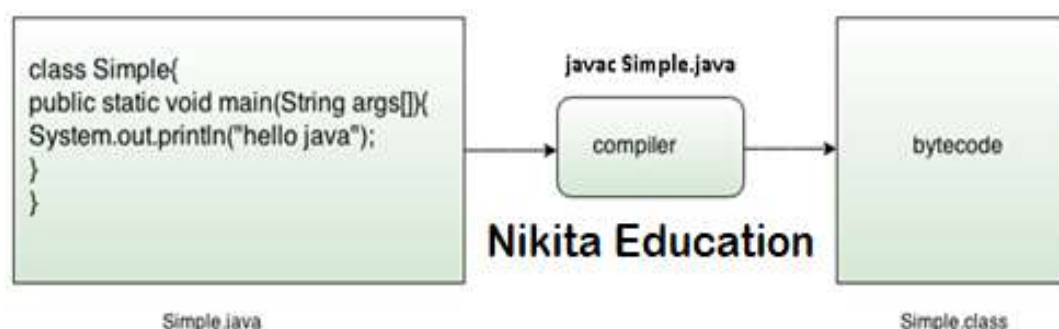 class Simple{
public static void main(String args[]){
System.out.println("hello java");
}
}
Simple.java
javac Simple.java
compiler
Nikita Education
bytecode
Simple.class